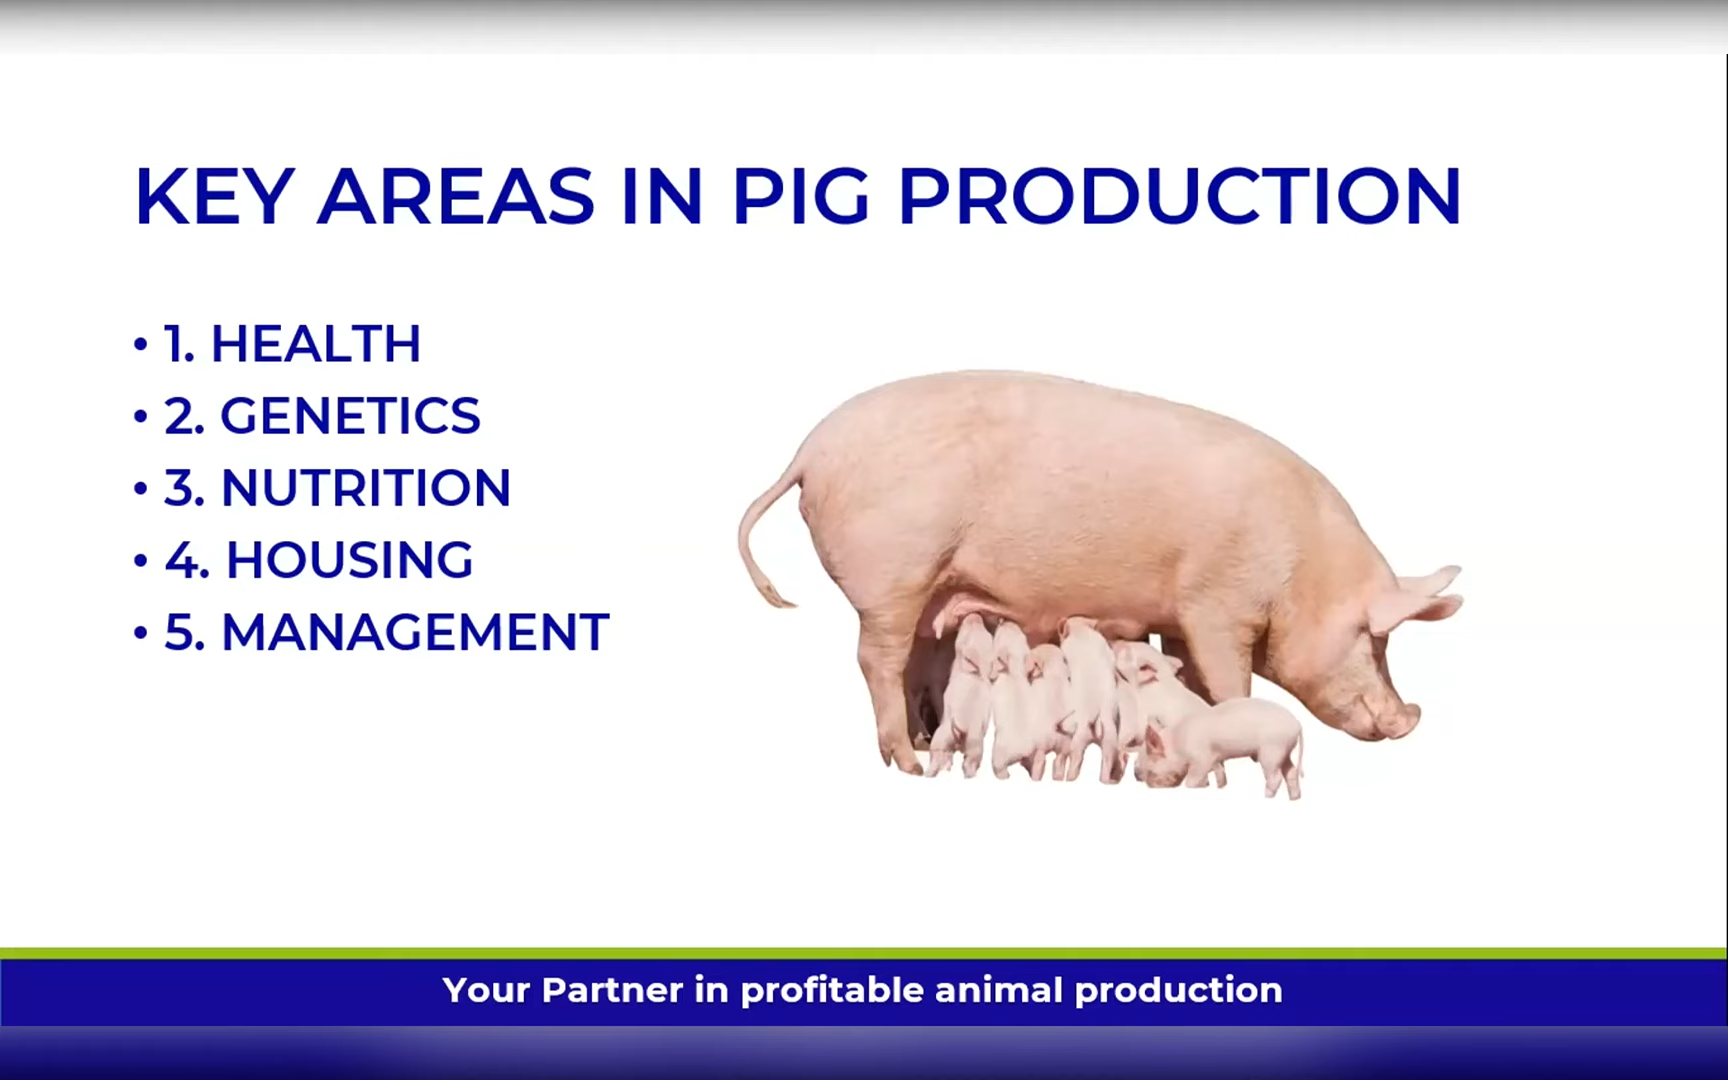 KEY AREAS IN PIG PRODUCTION
• 1. HEALTH
• 2. GENETICS
• 3. NUTRITION
• 4. HOUSING
• 5. MANAGEMENT
Your Partner in profitable animal production